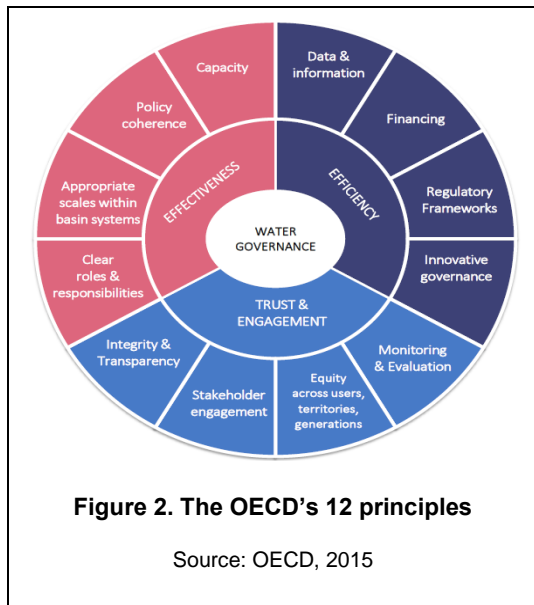 Capacity
Data &
information
Policy
coherence
Financing
Appropriate
scales within
basin systems
Regulatory
Frameworks
EFFECTIVENESS
EFFICIENCY
WATER
GOVERNANCE
Clear
roles &
responsibilities
Innovative
governance
TRUST &
ENGAGEMENT
Integrity &
Transparency
Stakeholder
engagement
Equity
across users,
territories,
generations
Monitoring
& Evaluation
Figure 2. The OECD's 12 principles
Source: OECD, 2015